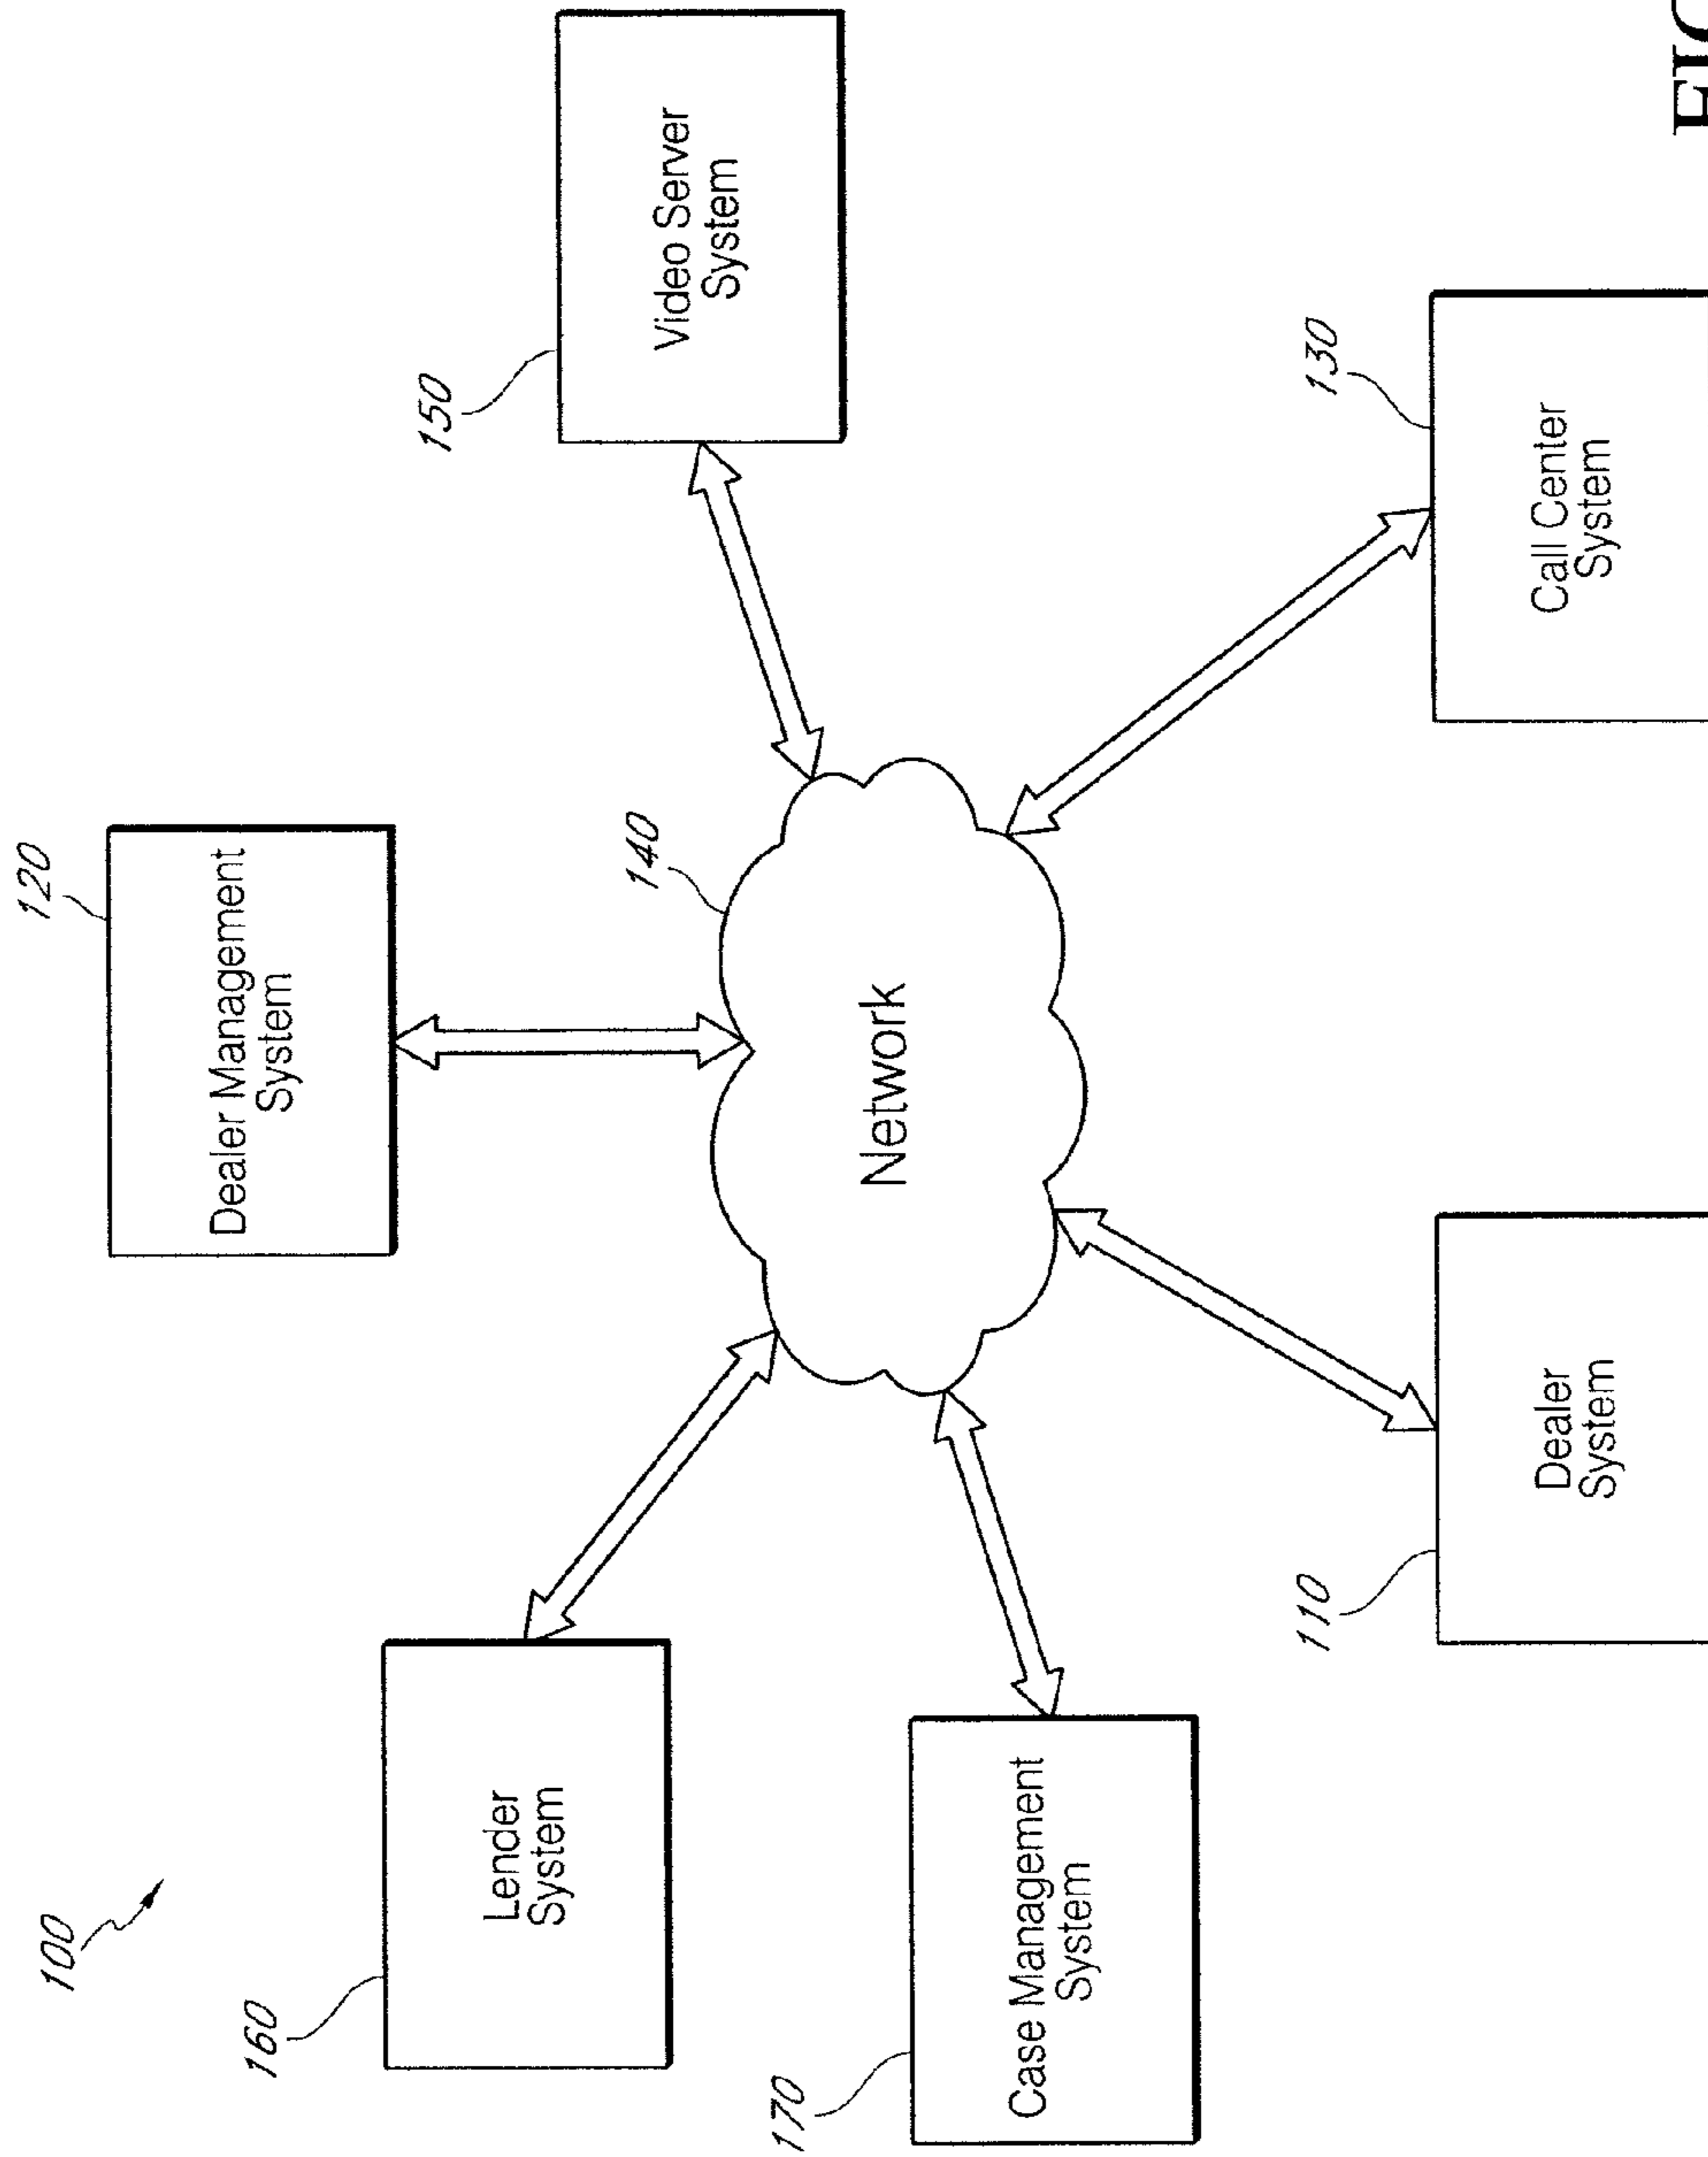 100
120
Dealer Management
System
160
Lender
System
140
Network
150
Video Server
System
170
Case Management
System
110
Dealer
System
130
Call Center
System